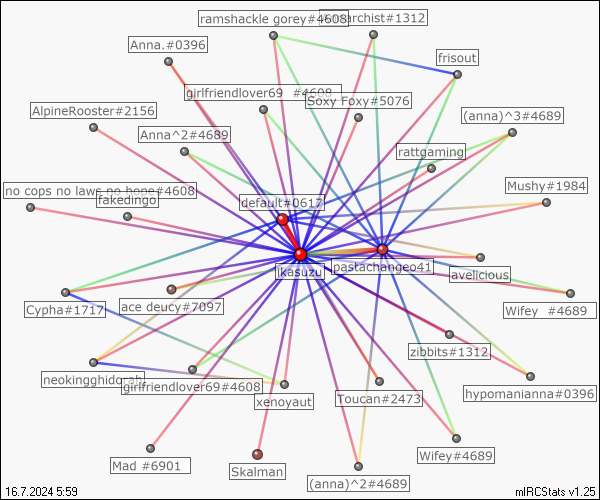 ramshackle gorey#4608
archist#1312
Anna.#0396
frisout
girlfriendlover69 #4608
Soxy Foxy#5076
AlpineRooster#2156
(anna)^3#4689
Anna^2#4689
rattgaming
no cops no laws no hope#4608
Mushy#1984
fakedingo
default#0617
ikasuzu
pastachangeo41
avelicious
Cypha#1717
ace deucy#7097
Wifey #4689
zibbits#1312
neokingghidorah
girlfriendlover69#4608
hypomanianna#0396
xenoyaut
Toucan#2473
Wifey#4689
Mad #6901
Skalman
(anna)^2#4689
16.7.2024 5:59
mIRCStats v1.25